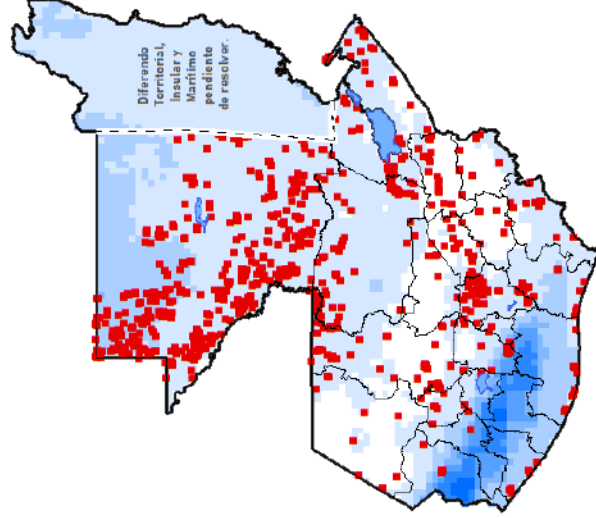 Diferendo
Territorial,
Insular y
Marítimo
pendiente
de resolver.